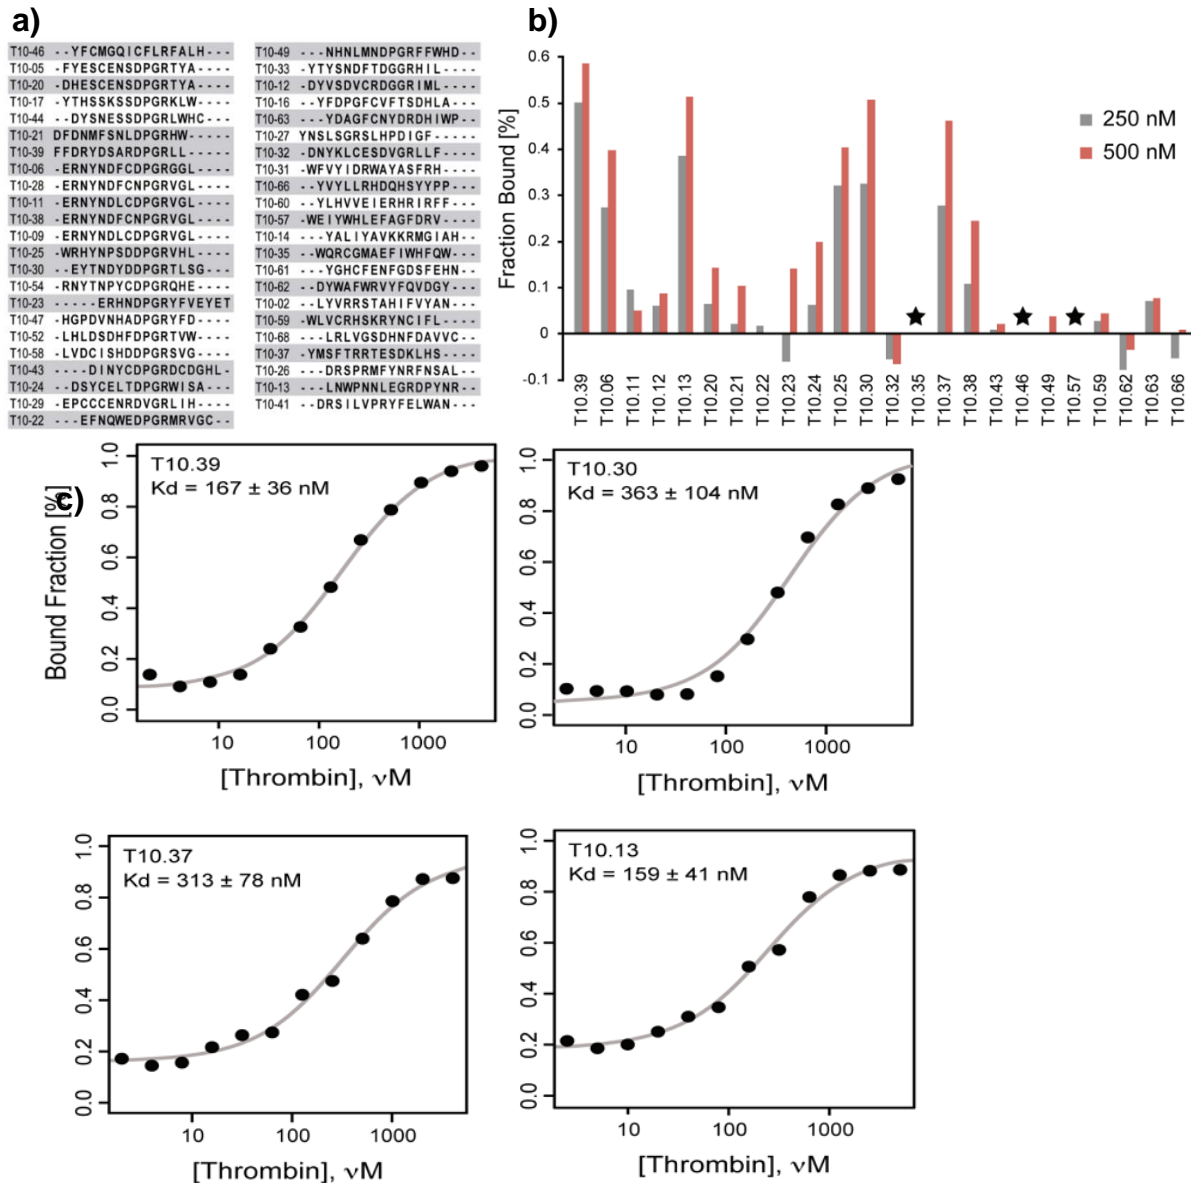 a)
T10-46 --YFCMGQICFLRFALH---
T10-05 -FYESCENSDPGRTYA----
T10-20 -DHESCENSDPGRTYA----
T10-17 -YTHSSKSSDPGRKLW----
T10-44 --DYSNESSDPGRLWHC---
T10-21 DFDNMFSNLDPGRHW-----
T10-39 FFDRYDSARDPGRLL-----
T10-06 -ERNYNDFCDPGRGGL----
T10-28 -ERNYNDFCNPGRVGL----
T10-11 -ERNYNDLCDPGRVGL----
T10-38 -ERNYNDFCNPGRVGL----
T10-09 -ERNYNDLCDPGRVGL----
T10-25 -WRHYNPSDDPGRVHL----
T10-30 --EYTNDYDDPGRTLSG---
T10-54 -RNYTNPYCDPGRQHE----
T10-23 -----ERHNDPGRYFVEYET
T10-47 -HGPDVNHADPGRYFD----
T10-52 -LHLDSDHFDPGRTVW----
T10-58 -LVDCISHDDPGRSVG----
T10-43 ----DINYCDPGRDCDGHL-
T10-24 --DSYCELTDPGRWISA---
T10-29 -EPCCCENRDVGRLIH----
T10-22 ---EFNQWEDPGRMRVGC--
T10-49 ---NHNLMNDPGRFFWHD--
T10-33 -YTYSNDFTDGGRHIL----
T10-12 -DYVSDVCRDGGRIML----
T10-16 --YFDPGFCVFTSDHLA---
T10-63 ---YDAGFCNYDRDHIWP--
T10-27 YNSLSGRSLHPDIGF-----
T10-32 -DNYKLCESDVGRLLF----
T10-31 -WFVYIDRWAYASFRH----
T10-66 --YVYLLRHDQHSYYPP---
T10-60 --YLHVVEIERHRIRFF---
T10-57 -WEIYWHLEFAGFDRV----
T10-14 ---YALIYAVKKRMGIAH--
T10-35 --WQRCGMAEFIWHFQW---
T10-61 ---YGHCFENFGDSFEHN--
T10-62 --DYWAFWRVYFQVDGY---
T10-02 --LYVRRSTAHIFVYAN---
T10-59 -WLVCRHSKRYNCIFL----
T10-68 --LRLVGSDHNFDAVVC---
T10-37 -YMSFTRRTESDKLHS----
T10-26 --DRSPRMFYNRFNSAL---
T10-13 ---LNWPNNLEGRDPYNR--
T10-41 --DRSILVPRYFELWAN---
b)
Fraction Bound [%]
0.6
0.5
0.4
0.3
0.2
0.1
0
-0.1
250 nM
500 nM
T10.39 T10.06 T10.11 T10.12 T10.13 T10.20 T10.21 T10.22 T10.23 T10.24 T10.25 T10.30 T10.32 T10.35 T10.37 T10.38 T10.43 T10.46 T10.49 T10.57 T10.59 T10.62 T10.63 T10.66
c)
Bound Fraction [%]
T10.39
Kd = 167 ± 36 nM
1.0
0.8
0.6
0.4
0.2
0.0
10 100 1000
[Thrombin], νM
T10.30
Kd = 363 ± 104 nM
1.0
0.8
0.6
0.4
0.2
0.0
10 100 1000
[Thrombin], νM
T10.37
Kd = 313 ± 78 nM
1.0
0.8
0.6
0.4
0.2
0.0
10 100 1000
[Thrombin], νM
T10.13
Kd = 159 ± 41 nM
1.0
0.8
0.6
0.4
0.2
0.0
10 100 1000
[Thrombin], νM